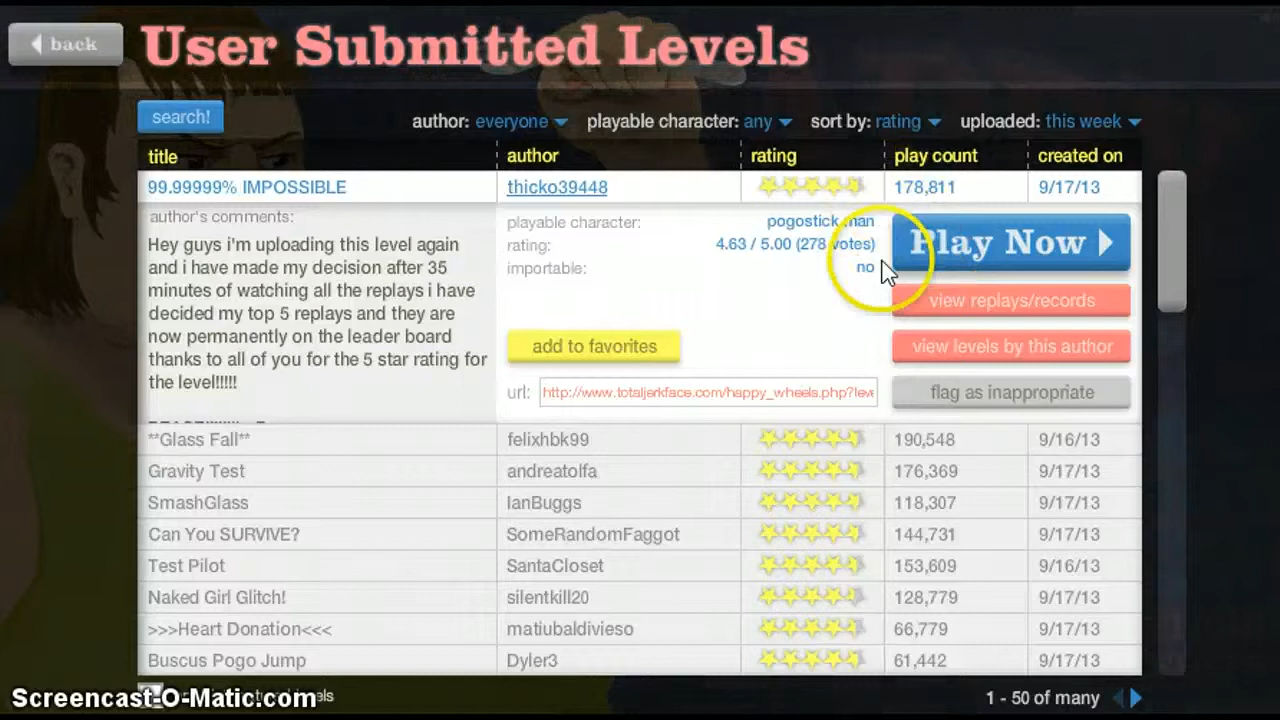 back
User Submitted Levels
search!
author: everyone playable character: any sort by: rating uploaded: this week
title author rating play count created on
99.99999% IMPOSSIBLE thicko39448 178,811 9/17/13
author's comments:
Hey guys i'm uploading this level again
and i have made my decision after 35
minutes of watching all the replays i have
decided my top 5 replays and they are
now permanently on the leader board
thanks to all of you for the 5 star rating for
the level!!!!!
playable character: pogostick man
rating: 4.63 / 5.00 (278 votes)
importable: no
add to favorites
url: http://www.totaljerkface.com/happy_wheels.php?lev
Play Now
view replays/records
view levels by this author
flag as inappropriate
**Glass Fall** felixhbk99 190,548 9/16/13
Gravity Test andreatolfa 176,369 9/17/13
SmashGlass IanBuggs 118,307 9/17/13
Can You SURVIVE? SomeRandomFaggot 144,731 9/17/13
Test Pilot SantaCloset 153,609 9/17/13
Naked Girl Glitch! silentkill20 128,779 9/17/13
>>>Heart Donation<<< matiubaldivieso 66,779 9/17/13
Buscus Pogo Jump Dyler3 61,442 9/17/13
Screencast-O-Matic.com
1 - 50 of many